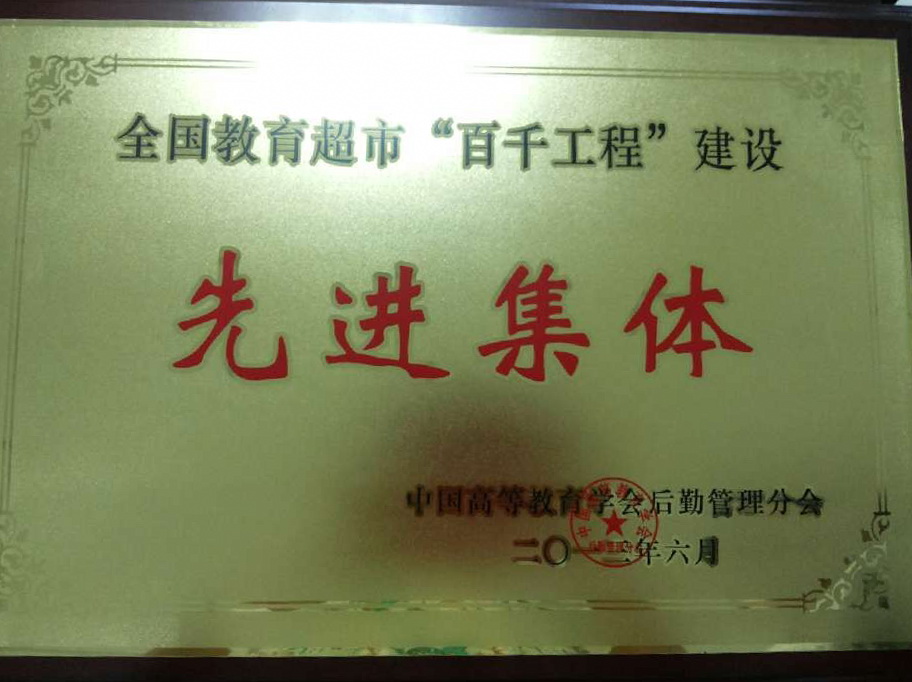 全国教育超市“百千工程”建设
先进集体
中国高等教育学会后勤管理分会
二〇一三年六月